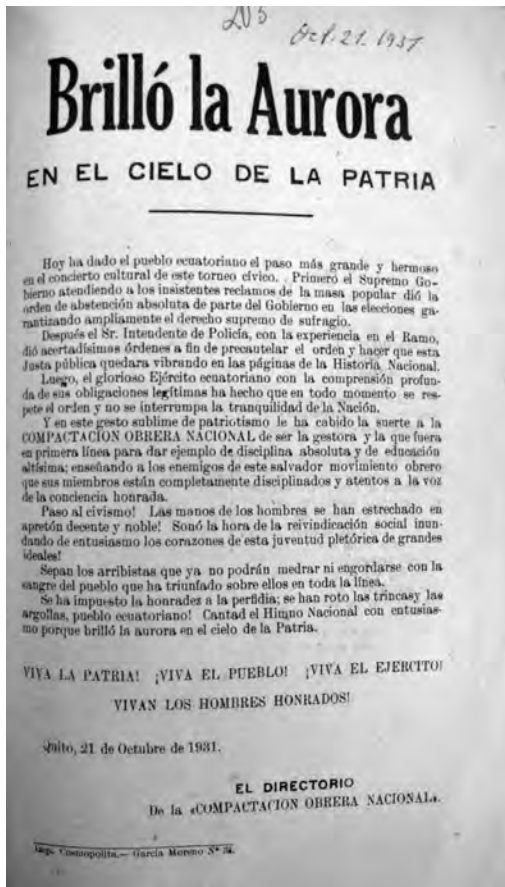 205
Oct. 21. 1931
Brilló la Aurora
EN EL CIELO DE LA PATRIA
Hoy ha dado el pueblo ecuatoriano el paso más grande y hermoso
en el concierto cultural de este torneo cívico. Primero el Supremo Go-
bierno atendiendo a los insistentes reclamos de la masa popular dió la
orden de abstención absoluta de parte del Gobierno en las elecciones ga-
rantizando ampliamente el derecho supremo de sufragio.
Después el Sr. Intendente de Policía, con la experiencia en el Ramo,
dió acertadísimas órdenes a fin de precautelar el orden y hacer que esta
Justa pública quedara vibrando en las páginas de la Historia Nacional.
Luego, el glorioso Ejército ecuatoriano con la comprensión profun-
da de sus obligaciones legítimas ha hecho que en todo momento se res-
pete el orden y no se interrumpa la tranquilidad de la Nación.
Y en este gesto sublime de patriotismo le ha cabido la suerte a la
COMPACTACION OBRERA NACIONAL de ser la gestora y la que fuera
en primera línea para dar ejemplo de disciplina absoluta y de educación
altísima; enseñando a los enemigos de este salvador movimiento obrero
que sus miembros están completamente disciplinados y atentos a la voz
de la conciencia honrada.
Paso al civismo! Las manos de los hombres se han estrechado en
apretón decente y noble! Sonó la hora de la reivindicación social inun-
dando de entusiasmo los corazones de esta juventud pletórica de grandes
ideales!
Sepan los arribistas que ya no podrán medrar ni engordarse con la
sangre del pueblo que ha triunfado sobre ellos en toda la línea.
Se ha impuesto la honradez a la perfidia; se han roto las trincas y las
argollas, pueblo ecuatoriano! Cantad el Himno Nacional con entusias-
mo porque brilló la aurora en el cielo de la Patria.
VIVA LA PATRIA! ¡VIVA EL PUEBLO! ¡VIVA EL EJERCITO!
VIVAN LOS HOMBRES HONRADOS!
Quito, 21 de Octubre de 1931.
EL DIRECTORIO
De la «COMPACTACION OBRERA NACIONAL».
Imp. Cosmopolita.— García Moreno Nº